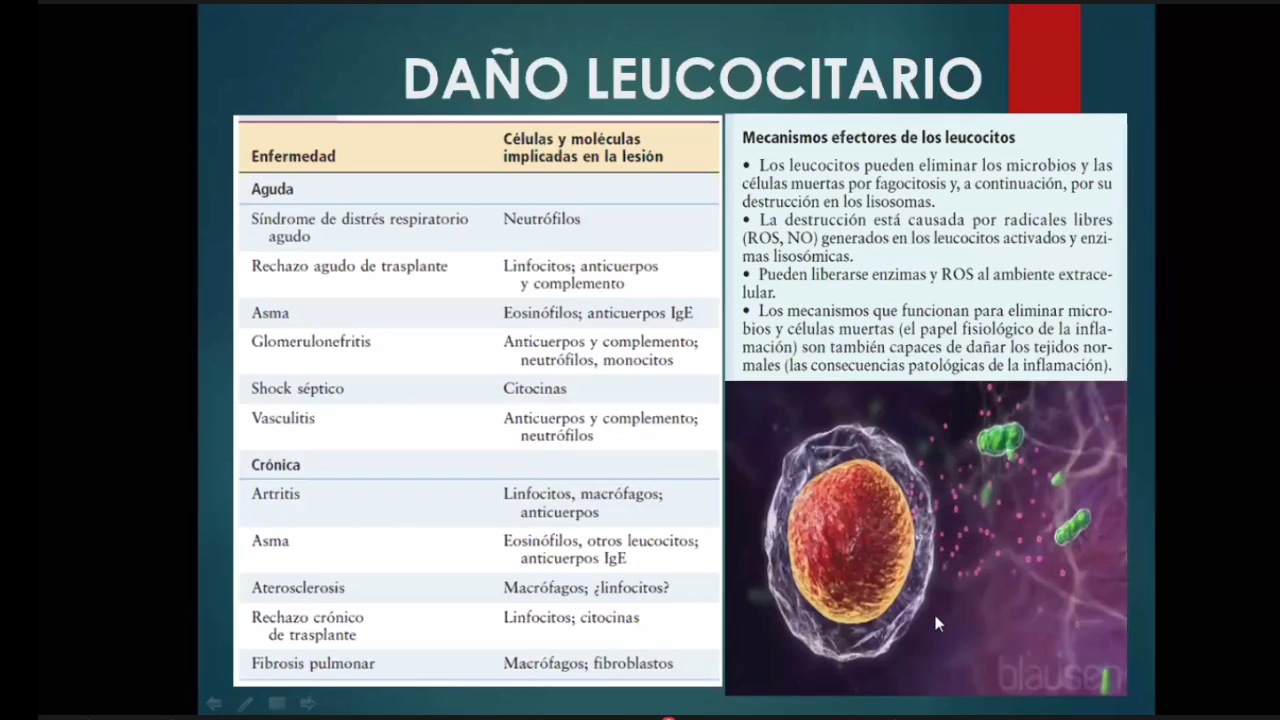 DAÑO LEUCOCITARIO
Enfermedad
Células y moléculas
implicadas en la lesión
Aguda
Síndrome de distrés respiratorio
agudo
Neutrófilos
Rechazo agudo de trasplante
Linfocitos; anticuerpos
y complemento
Asma
Eosinófilos; anticuerpos IgE
Glomerulonefritis
Anticuerpos y complemento;
neutrófilos, monocitos
Shock séptico
Citocinas
Vasculitis
Anticuerpos y complemento;
neutrófilos
Crónica
Artritis
Linfocitos, macrófagos;
anticuerpos
Asma
Eosinófilos, otros leucocitos;
anticuerpos IgE
Aterosclerosis
Macrófagos; ¿linfocitos?
Rechazo crónico
de trasplante
Linfocitos; citocinas
Fibrosis pulmonar
Macrófagos; fibroblastos
Mecanismos efectores de los leucocitos
• Los leucocitos pueden eliminar los microbios y las
células muertas por fagocitosis y, a continuación, por su
destrucción en los lisosomas.
• La destrucción está causada por radicales libres
(ROS, NO) generados en los leucocitos activados y enzi-
mas lisosómicas.
• Pueden liberarse enzimas y ROS al ambiente extrace-
lular.
• Los mecanismos que funcionan para eliminar micro-
bios y células muertas (el papel fisiológico de la infla-
mación) son también capaces de dañar los tejidos nor-
males (las consecuencias patológicas de la inflamación).
blausen